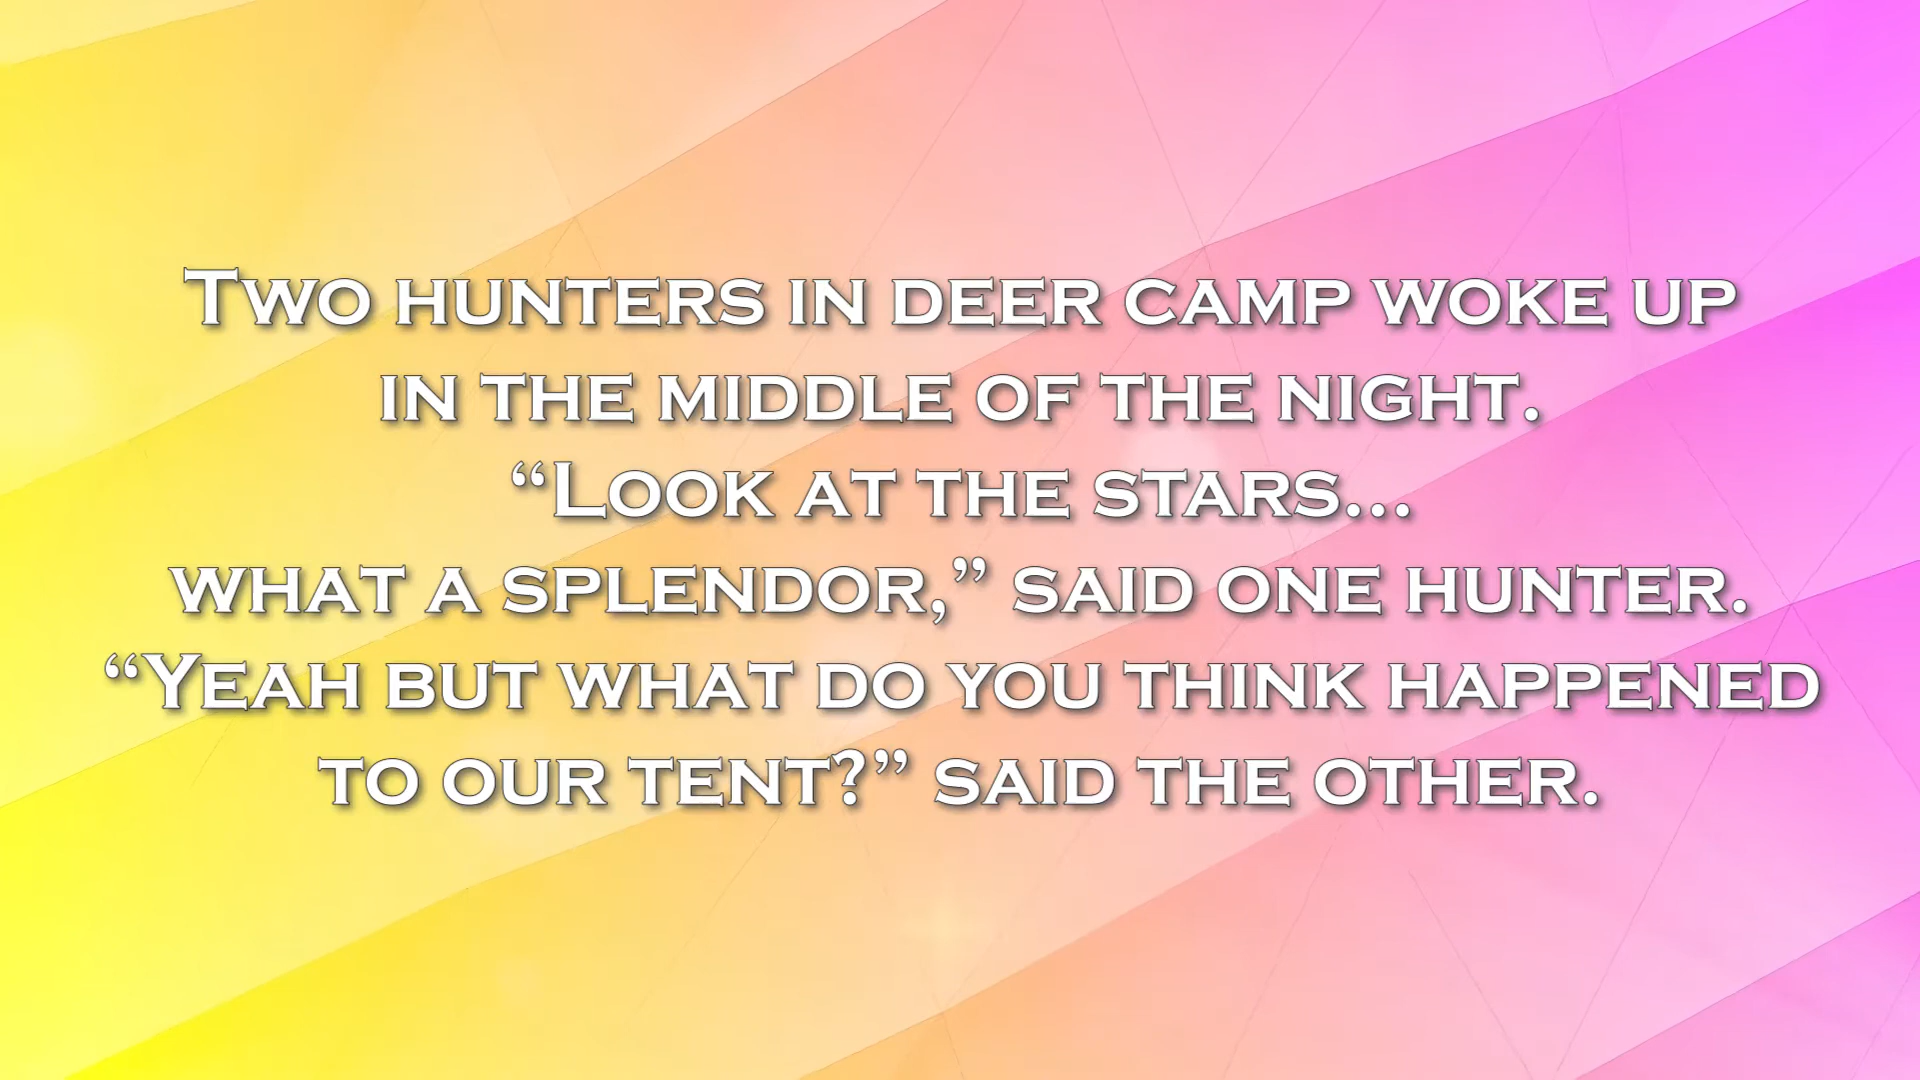 Two hunters in deer camp woke up
in the middle of the night.
“Look at the stars...
what a splendor,” said one hunter.
“Yeah but what do you think happened
to our tent?” said the other.